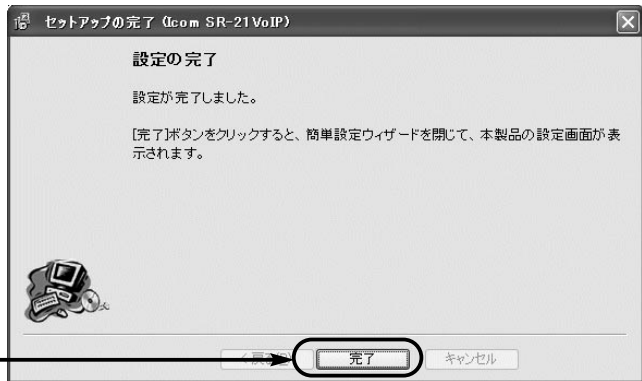 セットアップの完了 (Icom SR-21VoIP)
設定の完了
設定が完了しました。
[完了]ボタンをクリックすると、簡単設定ウィザードを閉じて、本製品の設定画面が表
示されます。
完了
キャンセル